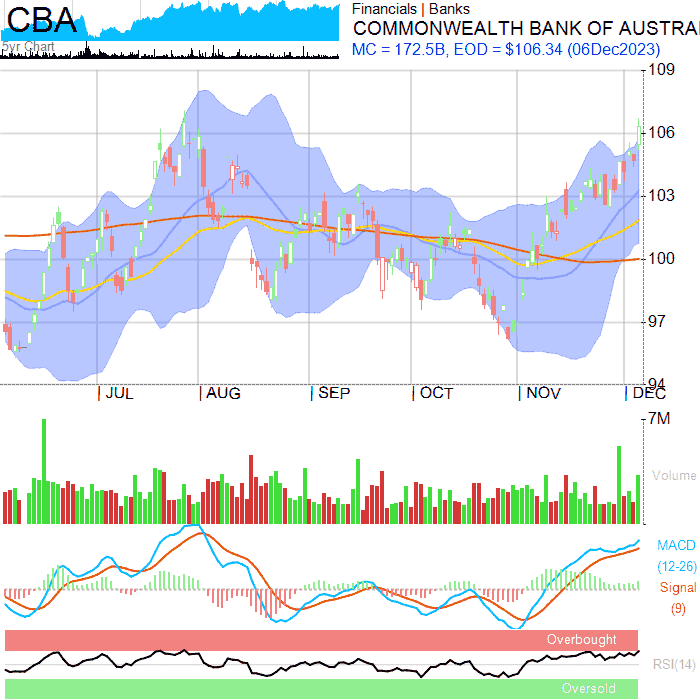 CBA
5yr Chart
Financials | Banks
COMMONWEALTH BANK OF AUSTRA
MC = 172.5B, EOD = $106.34 (06Dec2023)
109
106
103
100
97
94
JUL
AUG
SEP
OCT
NOV
DEC
7M
Volume
MACD
(12-26)
Signal
(9)
Overbought
RSI(14)
Oversold